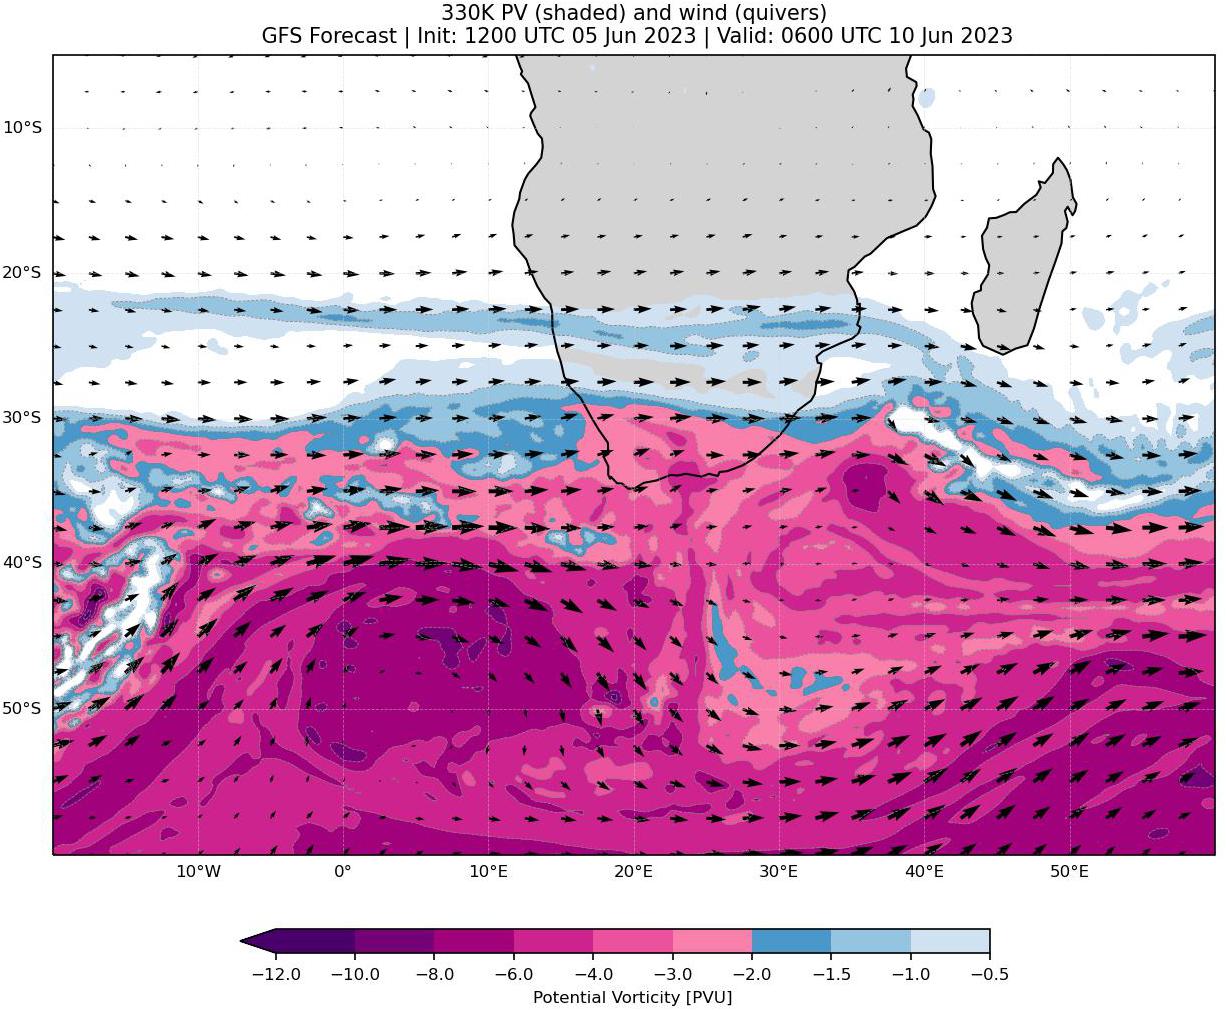 330K PV (shaded) and wind (quivers)
GFS Forecast | Init: 1200 UTC 05 Jun 2023 | Valid: 0600 UTC 10 Jun 2023
10°S
20°S
30°S
40°S
50°S
10°W 0° 10°E 20°E 30°E 40°E 50°E
−12.0 −10.0 −8.0 −6.0 −4.0 −3.0 −2.0 −1.5 −1.0 −0.5
Potential Vorticity [PVU]